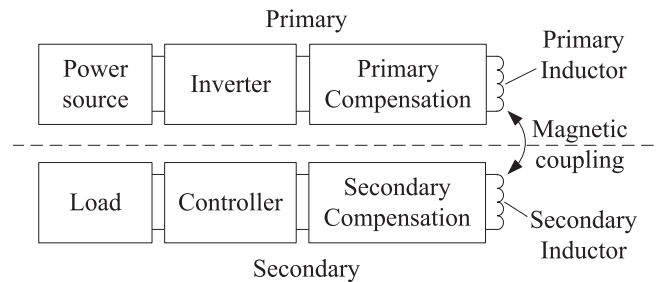 Primary
Power
source
Inverter
Primary
Compensation
Primary
Inductor
Magnetic
coupling
Load
Controller
Secondary
Compensation
Secondary
Inductor
Secondary